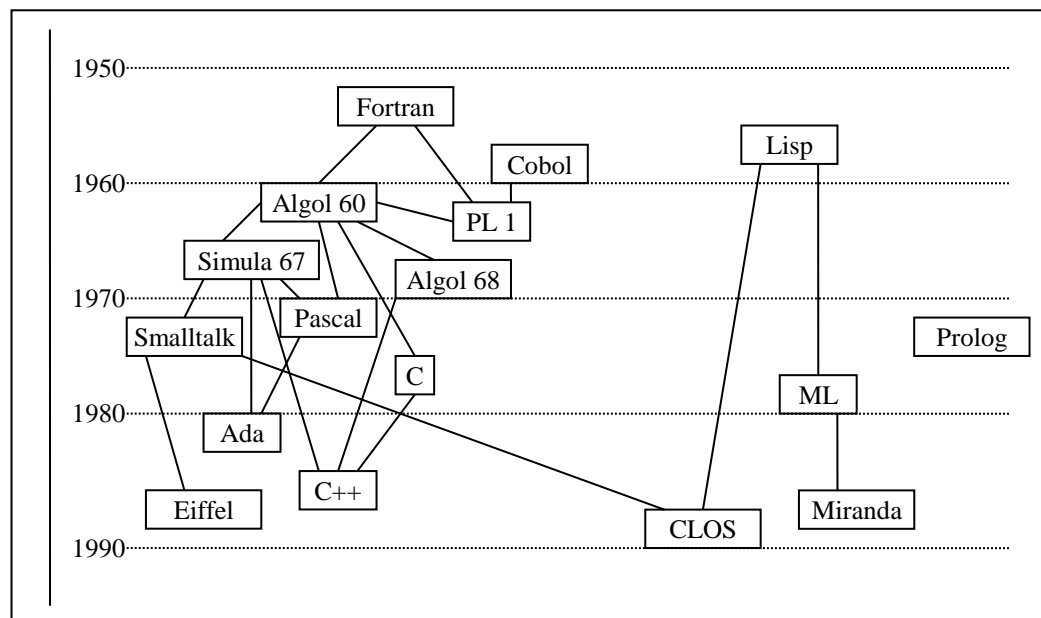 1950
Fortran
Lisp
Cobol
1960
Algol 60
PL 1
Simula 67
Algol 68
1970
Pascal
Smalltalk
Prolog
C
ML
1980
Ada
C++
Eiffel
Miranda
CLOS
1990